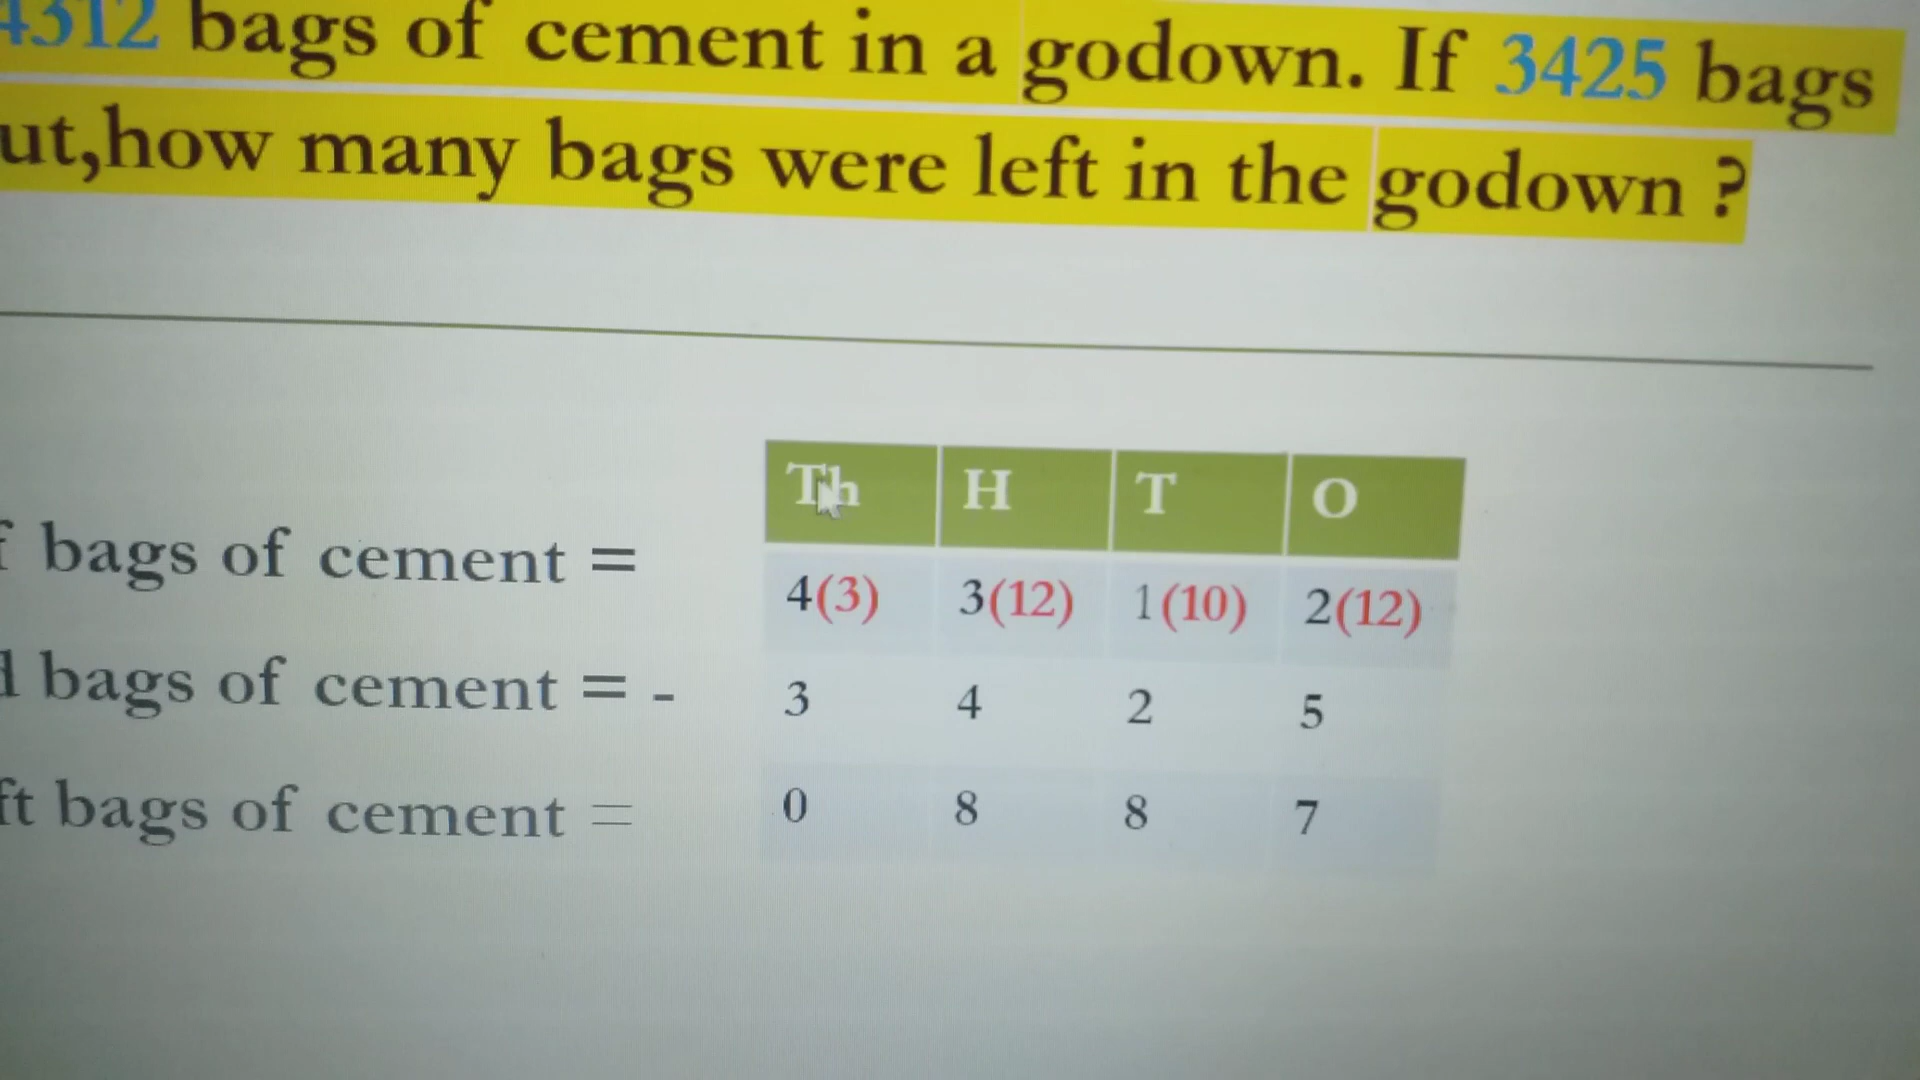 4312 bags of cement in a godown. If 3425 bags
ut,how many bags were left in the godown ?
Th H T O
f bags of cement = 4(3) 3(12) 1(10) 2(12)
d bags of cement = - 3 4 2 5
ft bags of cement = 0 8 8 7